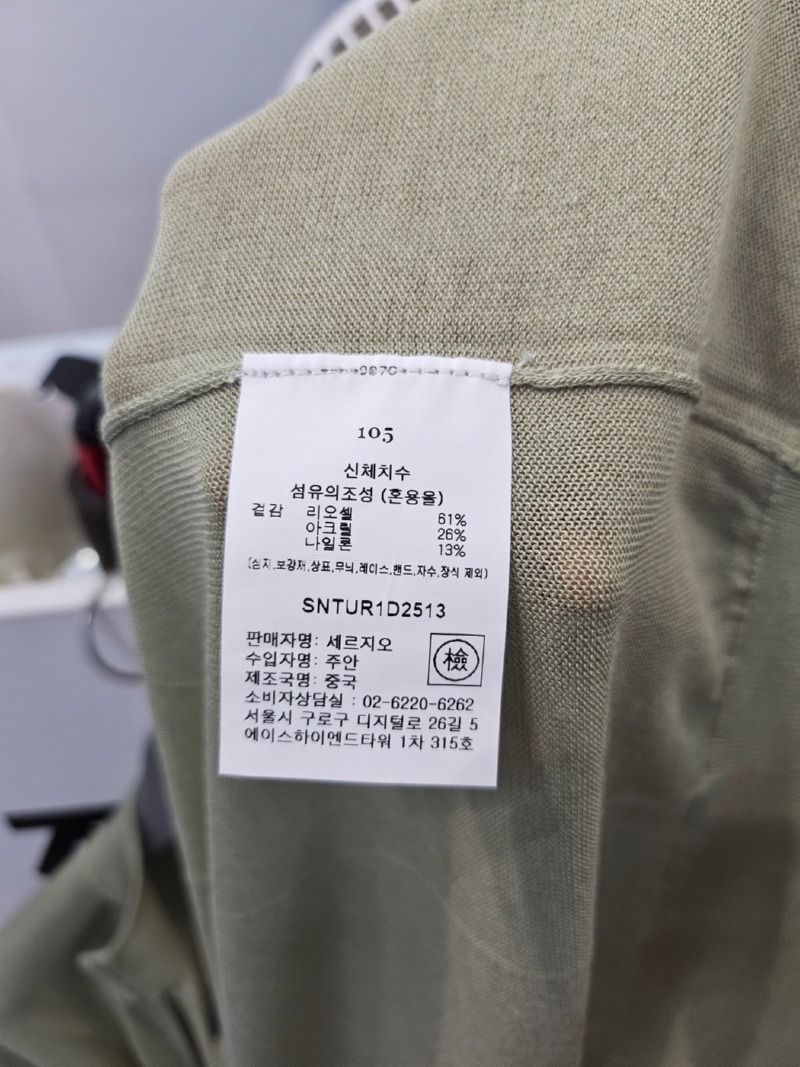 105
신체치수
섬유의조성 (혼용율)
겉감 리오셀 61%
아크릴 26%
나일론 13%
(심지,보강재,상표,무늬,레이스,밴드,자수,장식 제외)
SNTUR1D2513
판매자명: 세르지오
수입자명: 주안
檢
제조국명: 중국
소비자상담실 : 02-6220-6262
서울시 구로구 디지털로 26길 5
에이스하이엔드타워 1차 315호